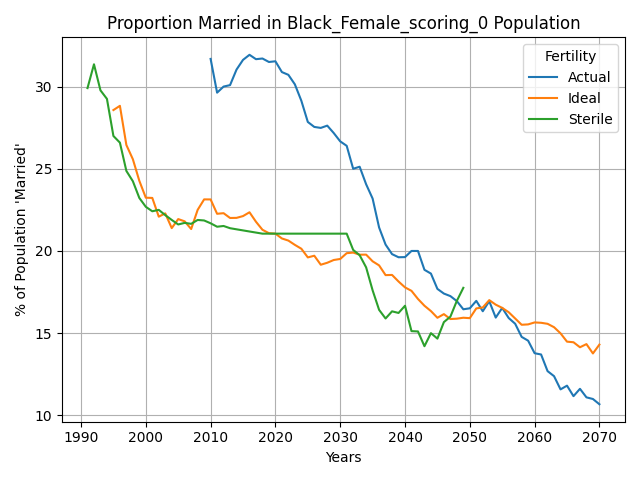 Proportion Married in Black_Female_scoring_0 Population
% of Population 'Married'
30
25
20
15
10
Fertility
Actual
Ideal
Sterile
1990 2000 2010 2020 2030 2040 2050 2060 2070
Years